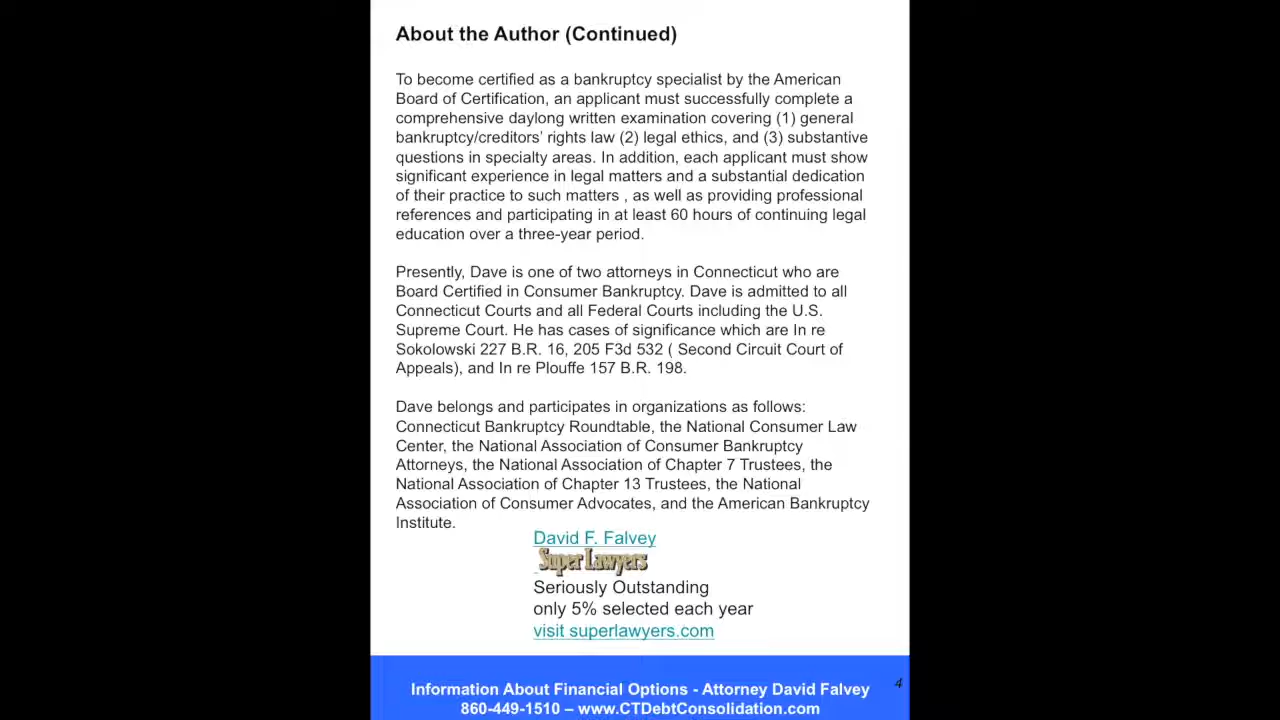 About the Author (Continued)
To become certified as a bankruptcy specialist by the American
Board of Certification, an applicant must successfully complete a
comprehensive daylong written examination covering (1) general
bankruptcy/creditors’ rights law (2) legal ethics, and (3) substantive
questions in specialty areas. In addition, each applicant must show
significant experience in legal matters and a substantial dedication
of their practice to such matters , as well as providing professional
references and participating in at least 60 hours of continuing legal
education over a three-year period.
Presently, Dave is one of two attorneys in Connecticut who are
Board Certified in Consumer Bankruptcy. Dave is admitted to all
Connecticut Courts and all Federal Courts including the U.S.
Supreme Court. He has cases of significance which are In re
Sokolowski 227 B.R. 16, 205 F3d 532 ( Second Circuit Court of
Appeals), and In re Plouffe 157 B.R. 198.
Dave belongs and participates in organizations as follows:
Connecticut Bankruptcy Roundtable, the National Consumer Law
Center, the National Association of Consumer Bankruptcy
Attorneys, the National Association of Chapter 7 Trustees, the
National Association of Chapter 13 Trustees, the National
Association of Consumer Advocates, and the American Bankruptcy
Institute.
David F. Falvey
Super Lawyers
Seriously Outstanding
only 5% selected each year
visit superlawyers.com
4
Information About Financial Options - Attorney David Falvey
860-449-1510 – www.CTDebtConsolidation.com